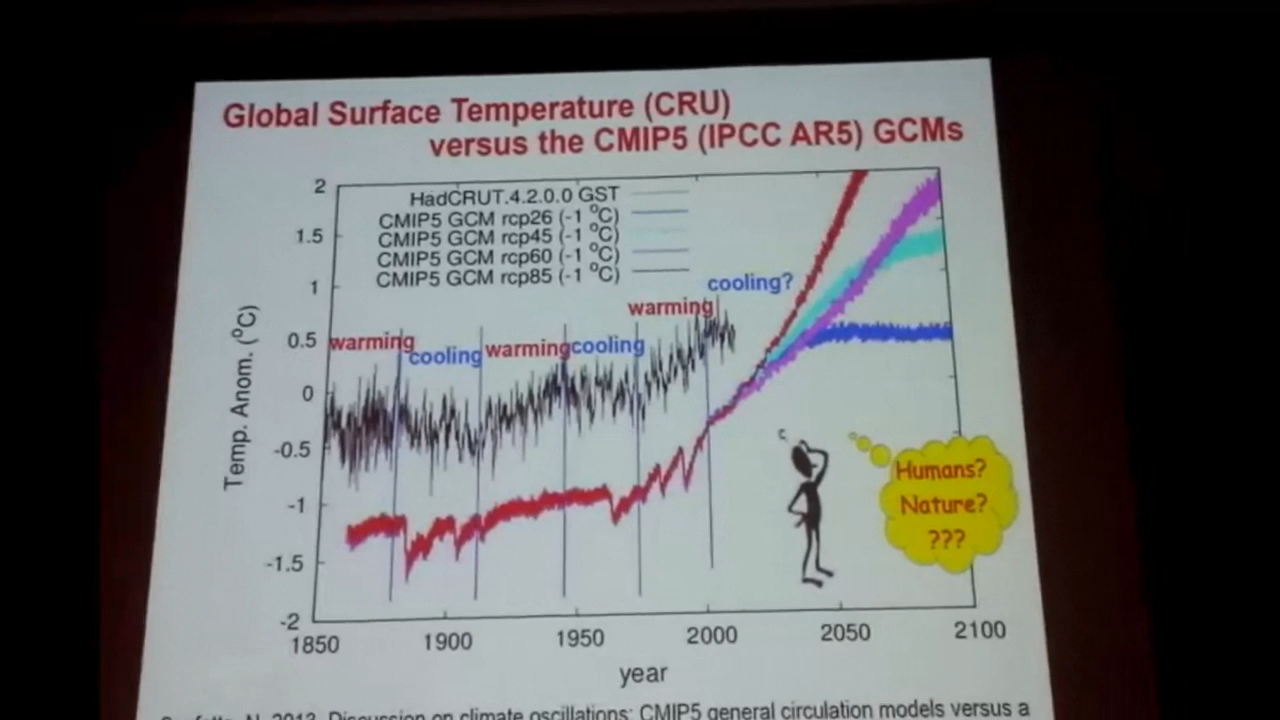 Global Surface Temperature (CRU)
versus the CMIP5 (IPCC AR5) GCMs
HadCRUT.4.2.0.0 GST
CMIP5 GCM rcp26 (-1 °C)
CMIP5 GCM rcp45 (-1 °C)
CMIP5 GCM rcp60 (-1 °C)
CMIP5 GCM rcp85 (-1 °C)
2
1.5
1
0.5
0
-0.5
-1
-1.5
-2
Temp. Anom. (°C)
cooling?
warming
warming
cooling
warming
cooling
Humans?
Nature?
???
1850
1900
1950
2000
2050
2100
year
N. 2013. Discussion on climate oscillations: CMIP5 general circulation models versus a